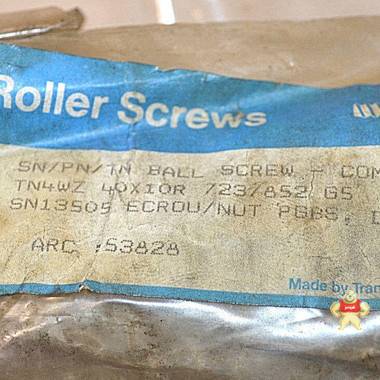 Roller Screws
SN/PN/TN BALL SCREW - COM
TN4WZ 40X10R 723/852 G5
SN13505 ECROU/NUT PGBS,
ARC :53828
Made by Tran